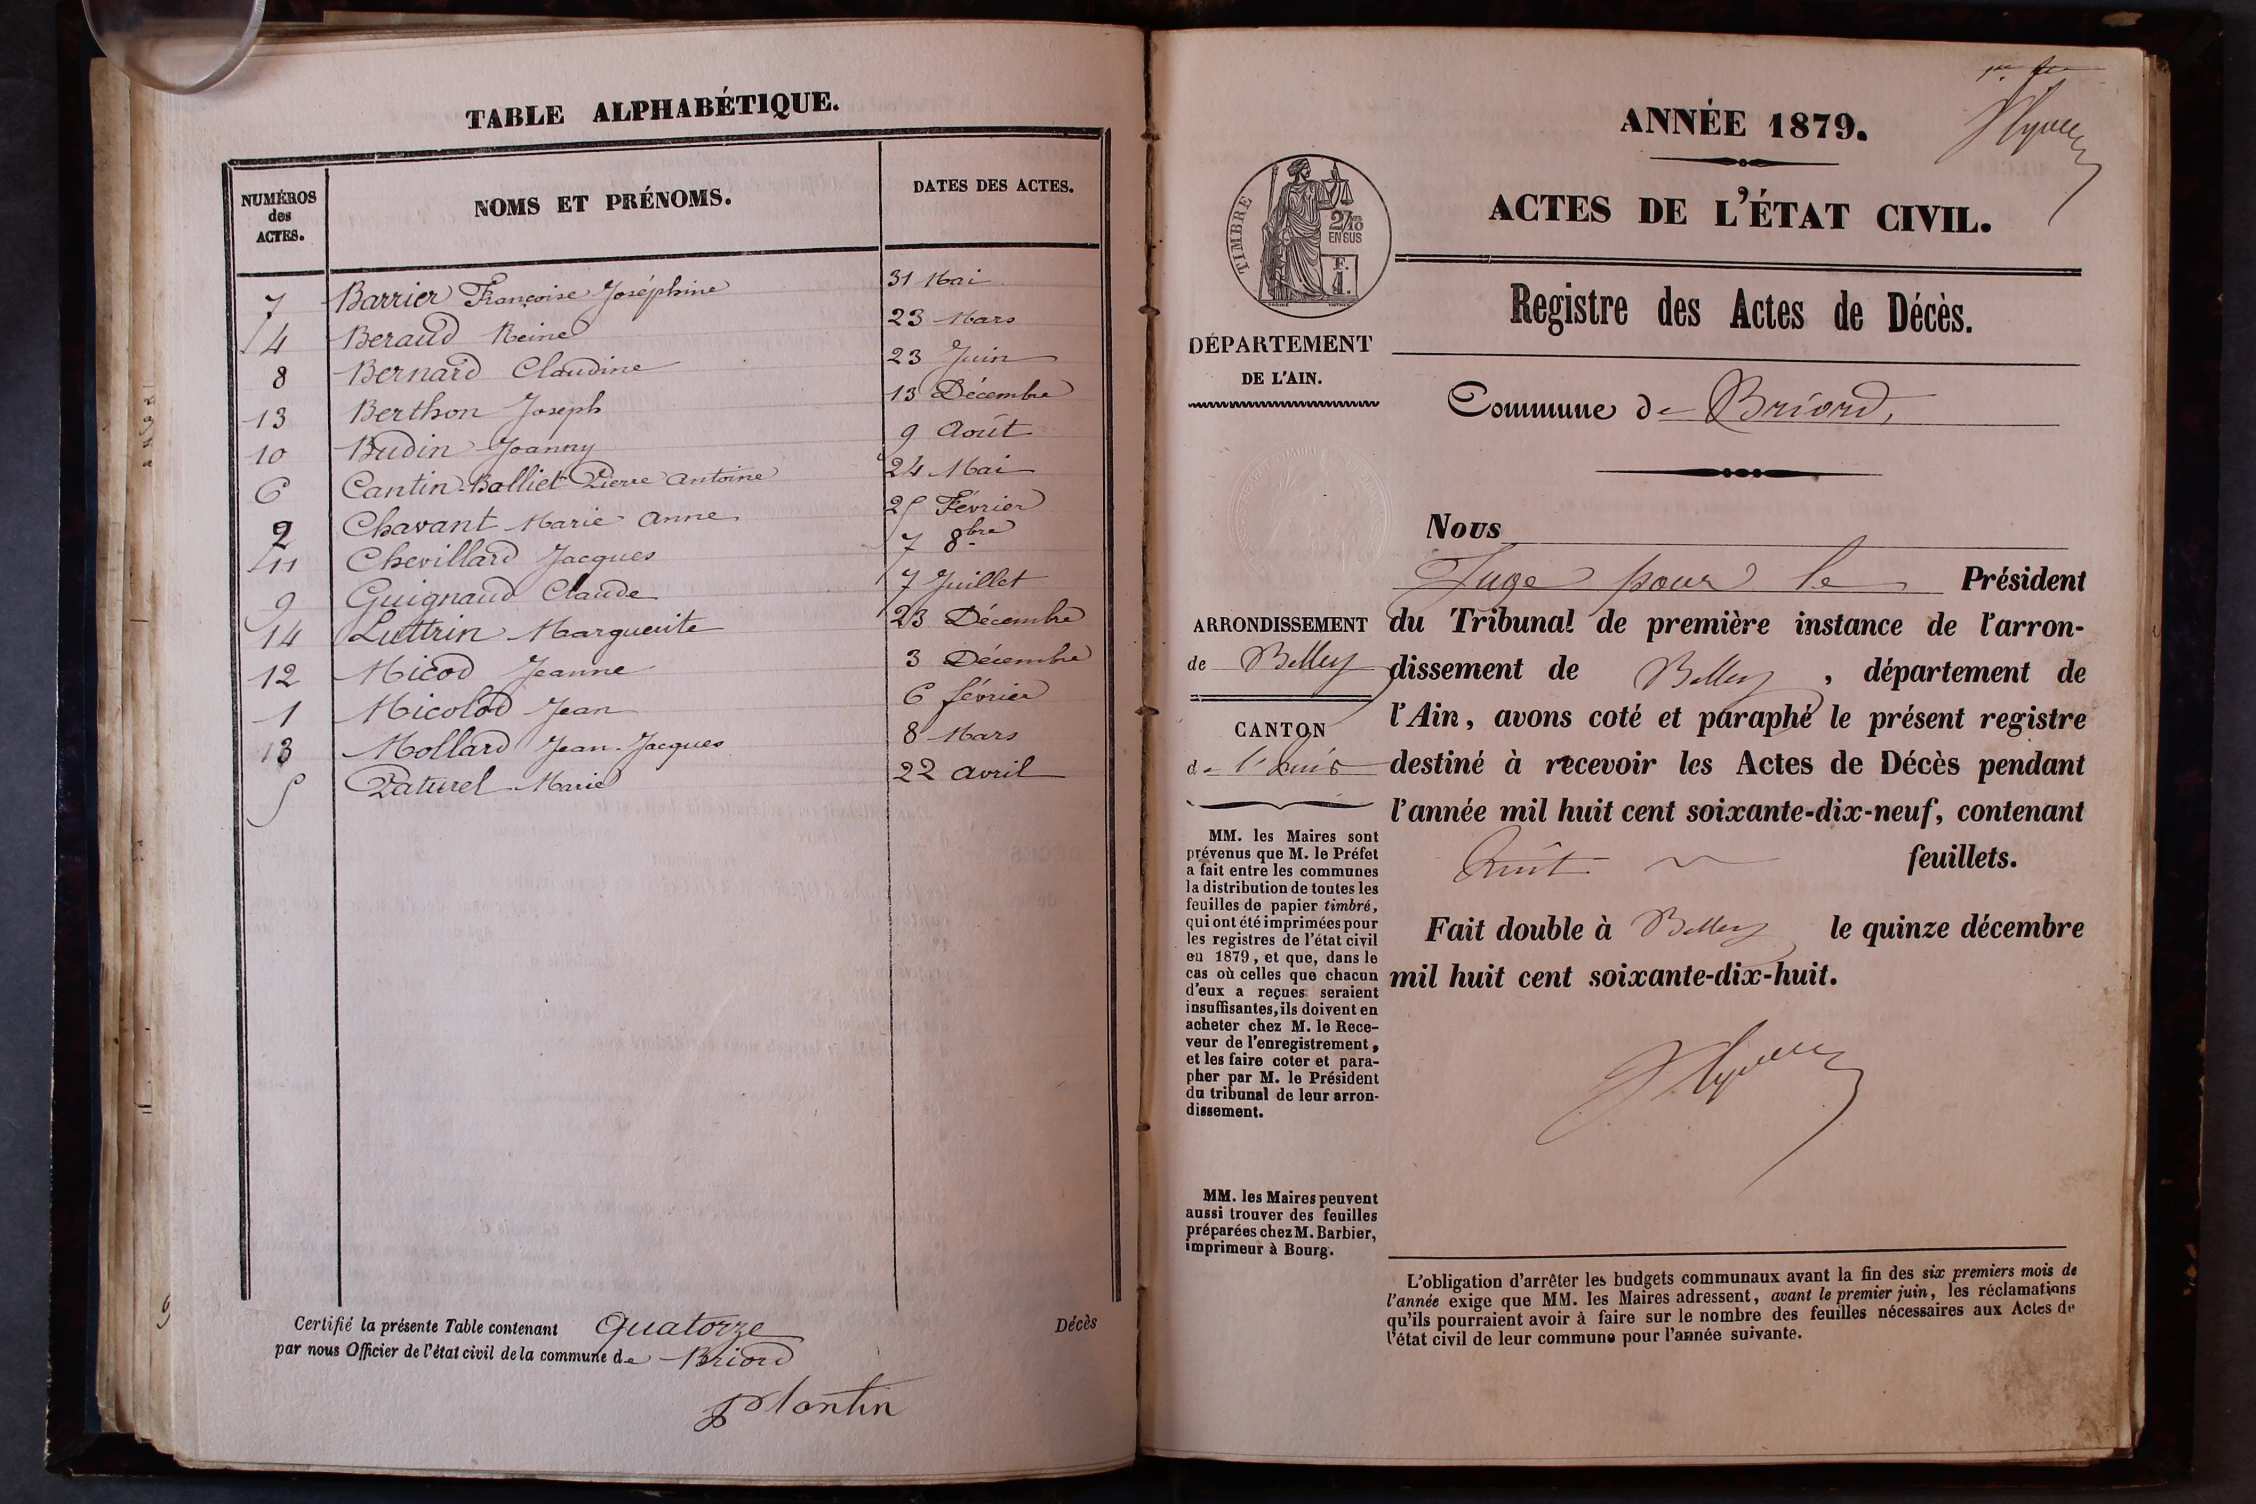 TABLE ALPHABÉTIQUE.
NUMÉROS des ACTES. NOMS ET PRÉNOMS. DATES DES ACTES.
7 Barrier Françoise Joséphine 31 Mai
4 Beraud Reine 23 Mars
8 Bernard Claudine 23 Juin
13 Berthon Joseph 13 Décembre
10 Budin Joanny 9 Août
6 Cantin-Balliet Pierre Antoine 24 Mai
2 Chavant Marie Anne 25 Février
11 Chevillard Jacques 7 8bre
9 Guignaud Claude 7 Juillet
14 Luttrin Marguerite 23 Décembre
12 Micod Jeanne 3 Décembre
1 Micolod Jean 6 février
3 Mollard Jean-Jacques 8 Mars
5 Paturel Marie 22 avril
Certifié la présente Table contenant Quatorze Décès
par nous Officier de l'état civil de la commune de Briord
ANNÉE 1879.
ACTES DE L'ÉTAT CIVIL.
TIMBRE
2/10
EN SUS
F.
1.
Registre des Actes de Décès.
DÉPARTEMENT
DE L'AIN.
Commune de Briord,
Nous
Juge pour le Président
du Tribunal de première instance de l'arron-
dissement de Belley, département de
l'Ain, avons coté et paraphé le présent registre
destiné à recevoir les Actes de Décès pendant
l'année mil huit cent soixante-dix-neuf, contenant
huit feuillets.
Fait double à Belley le quinze décembre
mil huit cent soixante-dix-huit.
ARRONDISSEMENT
de Belley
CANTON
de l'huis
MM. les Maires sont
prévenus que M. le Préfet
a fait entre les communes
la distribution de toutes les
feuilles de papier timbré,
qui ont été imprimées pour
les registres de l'état civil
en 1879, et que, dans le
cas où celles que chacun
d'eux a reçues seraient
insuffisantes, ils doivent en
acheter chez M. le Rece-
veur de l'enregistrement,
et les faire coter et para-
pher par M. le Président
du tribunal de leur arron-
dissement.
MM. les Maires peuvent
aussi trouver des feuilles
préparées chez M. Barbier,
imprimeur à Bourg.
L'obligation d'arrêter les budgets communaux avant la fin des six premiers mois de
l'année exige que MM. les Maires adressent, avant le premier juin, les réclamations
qu'ils pourraient avoir à faire sur le nombre des feuilles nécessaires aux Actes de
l'état civil de leur commune pour l'année suivante.